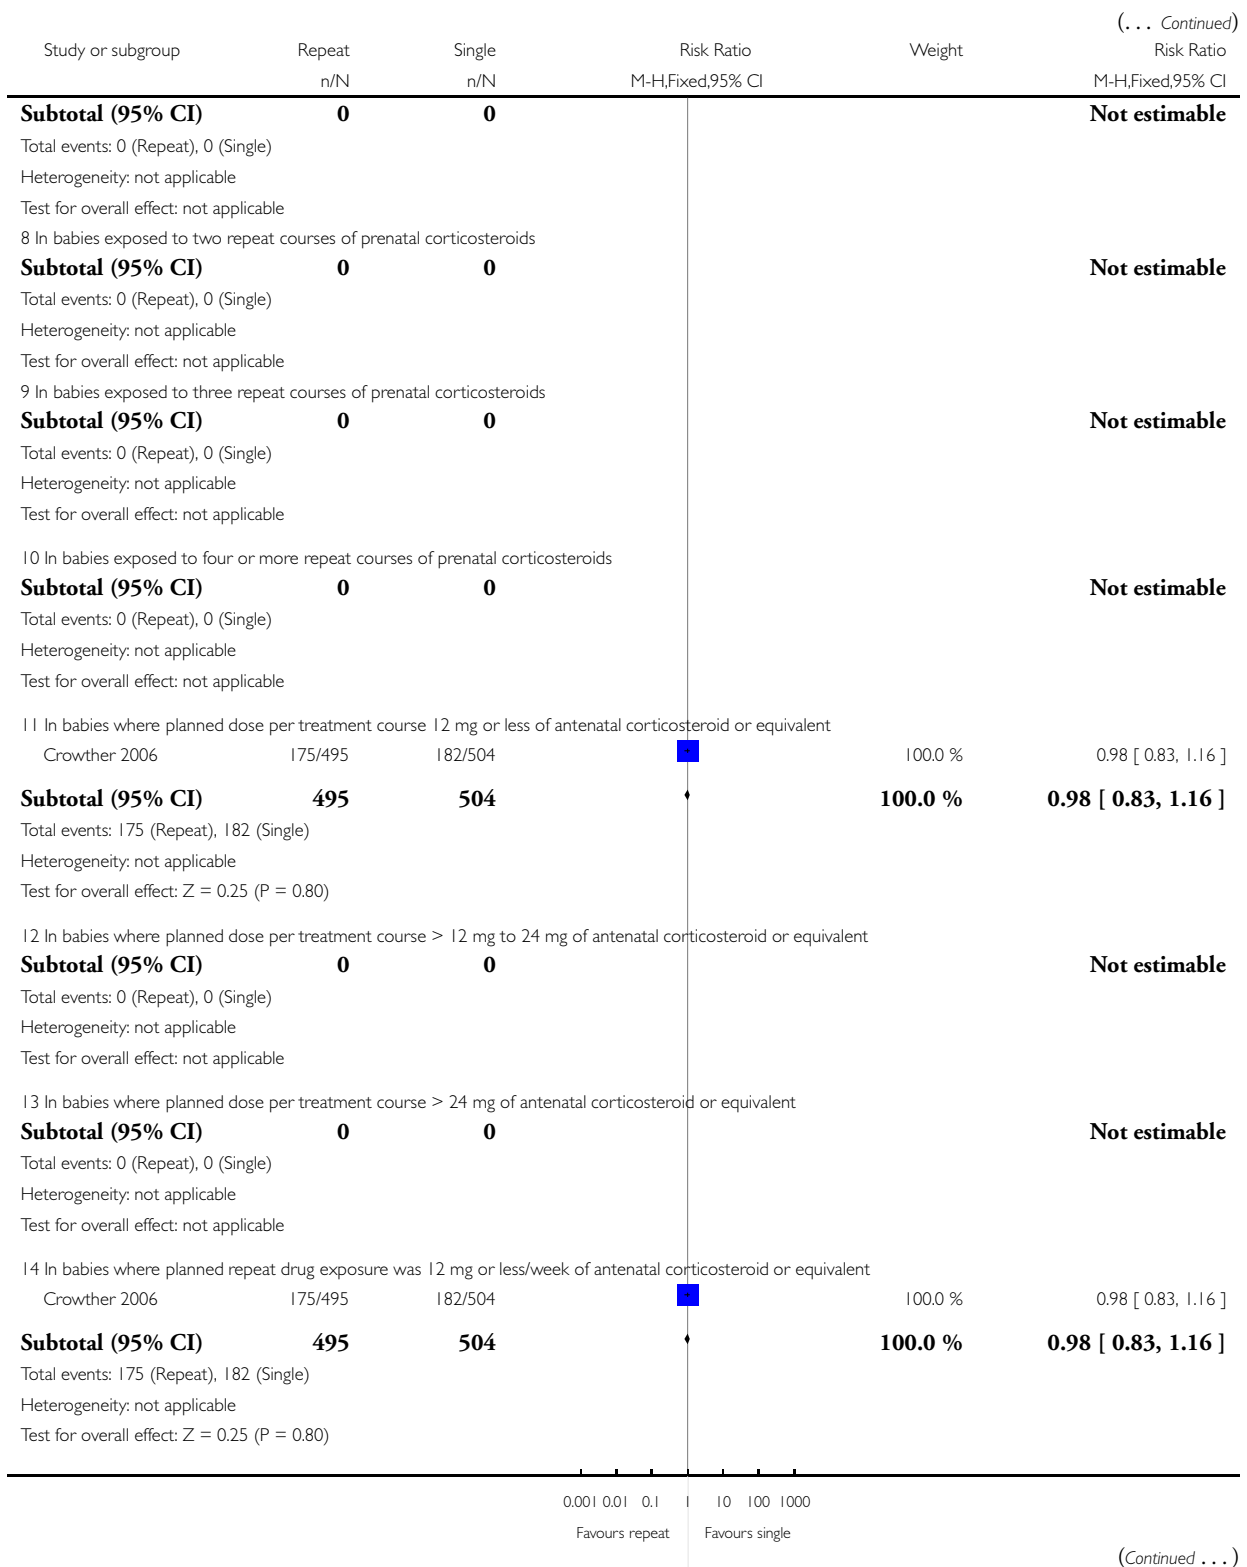 (... Continued)
Study or subgroup Repeat Single Risk Ratio Weight Risk Ratio
n/N n/N M-H,Fixed,95% CI M-H,Fixed,95% CI
Subtotal (95% CI) 0 0 Not estimable
Total events: 0 (Repeat), 0 (Single)
Heterogeneity: not applicable
Test for overall effect: not applicable
8 In babies exposed to two repeat courses of prenatal corticosteroids
Subtotal (95% CI) 0 0 Not estimable
Total events: 0 (Repeat), 0 (Single)
Heterogeneity: not applicable
Test for overall effect: not applicable
9 In babies exposed to three repeat courses of prenatal corticosteroids
Subtotal (95% CI) 0 0 Not estimable
Total events: 0 (Repeat), 0 (Single)
Heterogeneity: not applicable
Test for overall effect: not applicable
10 In babies exposed to four or more repeat courses of prenatal corticosteroids
Subtotal (95% CI) 0 0 Not estimable
Total events: 0 (Repeat), 0 (Single)
Heterogeneity: not applicable
Test for overall effect: not applicable
11 In babies where planned dose per treatment course 12 mg or less of antenatal corticosteroid or equivalent
Crowther 2006 175/495 182/504 100.0 % 0.98 [ 0.83, 1.16 ]
Subtotal (95% CI) 495 504 100.0 % 0.98 [ 0.83, 1.16 ]
Total events: 175 (Repeat), 182 (Single)
Heterogeneity: not applicable
Test for overall effect: Z = 0.25 (P = 0.80)
12 In babies where planned dose per treatment course > 12 mg to 24 mg of antenatal corticosteroid or equivalent
Subtotal (95% CI) 0 0 Not estimable
Total events: 0 (Repeat), 0 (Single)
Heterogeneity: not applicable
Test for overall effect: not applicable
13 In babies where planned dose per treatment course > 24 mg of antenatal corticosteroid or equivalent
Subtotal (95% CI) 0 0 Not estimable
Total events: 0 (Repeat), 0 (Single)
Heterogeneity: not applicable
Test for overall effect: not applicable
14 In babies where planned repeat drug exposure was 12 mg or less/week of antenatal corticosteroid or equivalent
Crowther 2006 175/495 182/504 100.0 % 0.98 [ 0.83, 1.16 ]
Subtotal (95% CI) 495 504 100.0 % 0.98 [ 0.83, 1.16 ]
Total events: 175 (Repeat), 182 (Single)
Heterogeneity: not applicable
Test for overall effect: Z = 0.25 (P = 0.80)
0.001 0.01 0.1 1 10 100 1000
Favours repeat Favours single
(Continued ...)